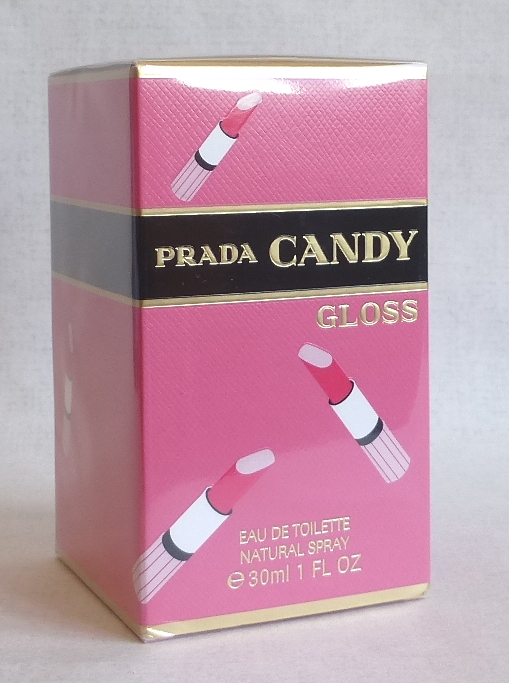 PRADA CANDY
GLOSS
EAU DE TOILETTE
NATURAL SPRAY
℮30ml 1 FL OZ